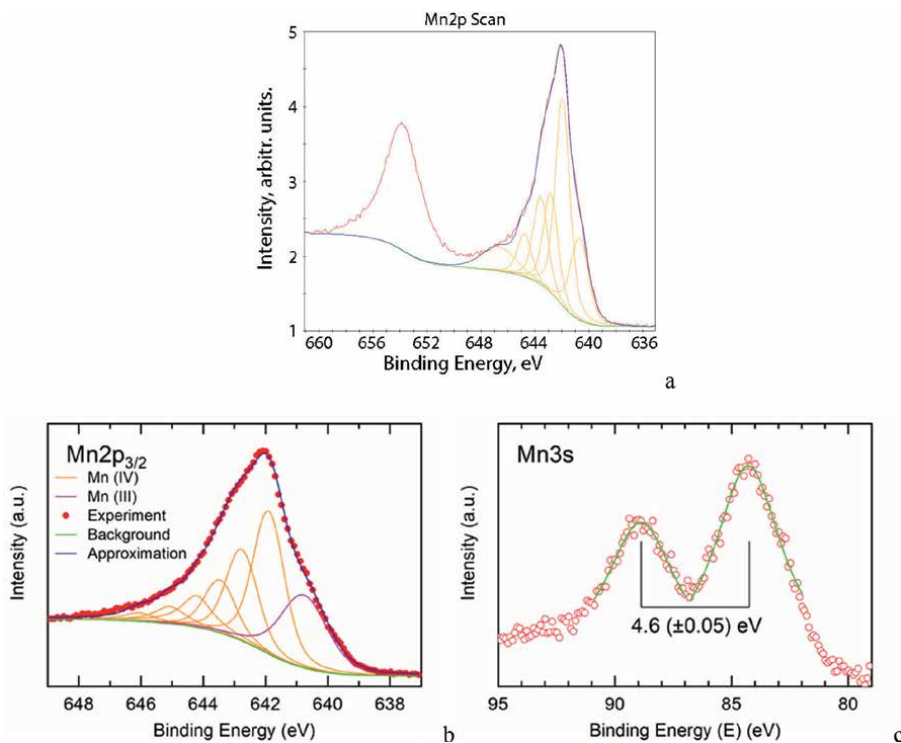 Mn2p Scan
5
4
3
2
1
Intensity, arbitr. units.
660 656 652 648 644 640 636
Binding Energy, eV
a
Mn2p3/2
Mn (IV)
Mn (III)
Experiment
Background
Approximation
Intensity (a.u.)
648 646 644 642 640 638
Binding Energy (eV)
b
Mn3s
4.6 (±0.05) eV
Intensity (a.u.)
95 90 85 80
Binding Energy (E) (eV)
c